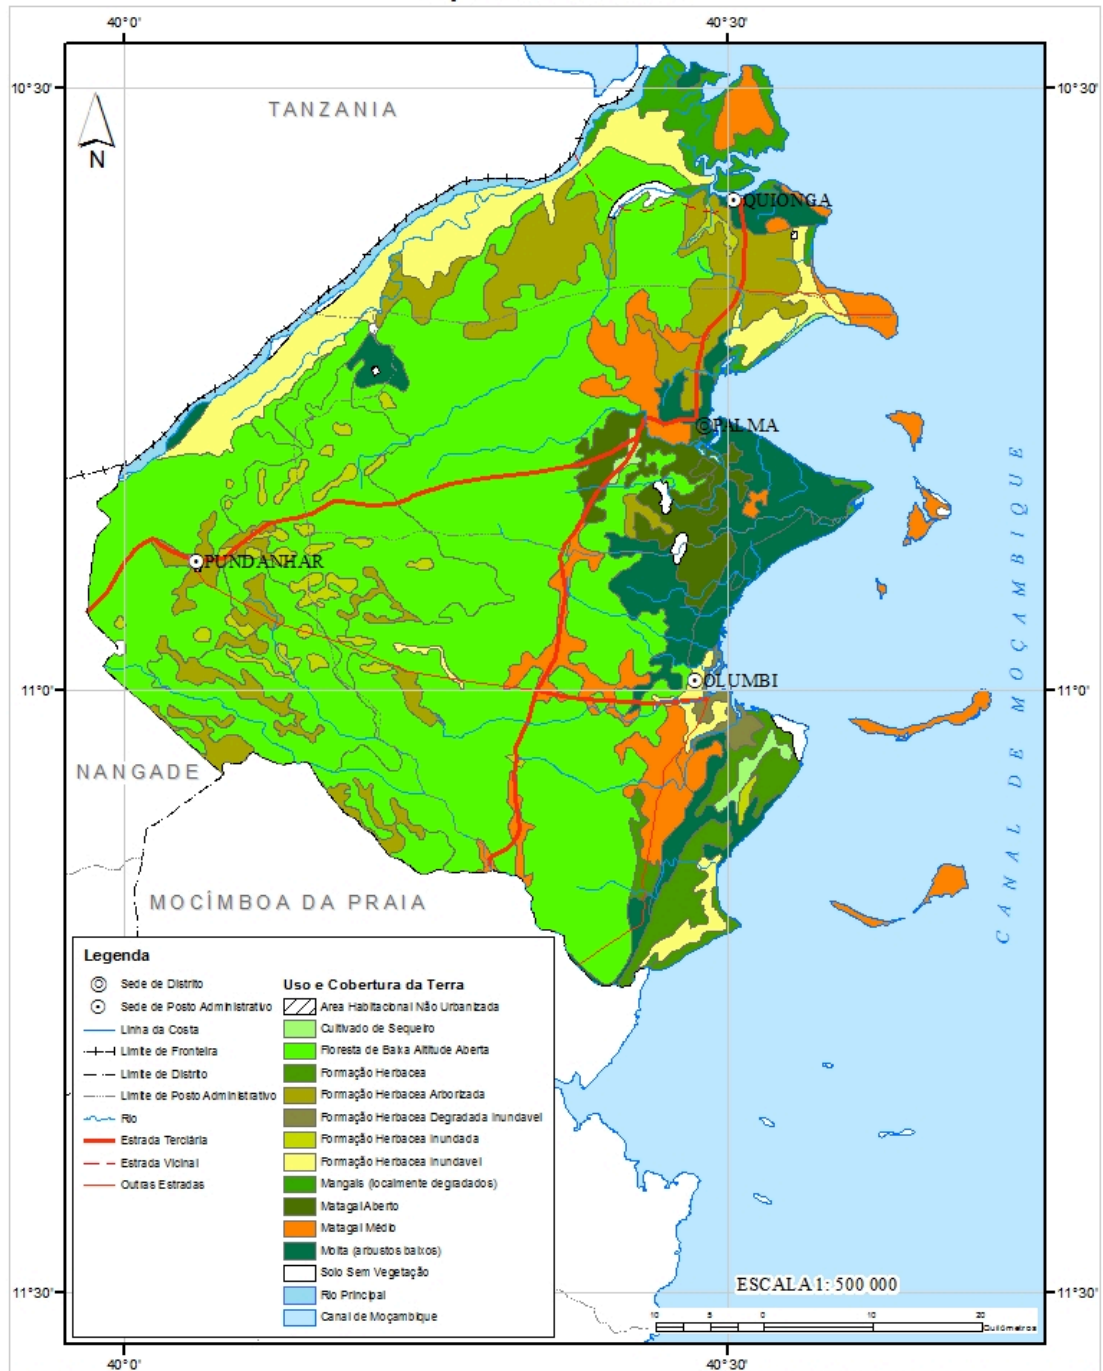 40°0'
40°30'
10°30'
10°30'
TANZANIA
N
QUIONGA
PALMA
PUNDANHAR
OLUMBI
11°0'
11°0'
NANGADE
MOCÍMBOA DA PRAIA
CANAL DE MOÇAMBIQUE
Legenda
Sede de Distrito
Sede de Posto Administrativo
Linha da Costa
Limite de Fronteira
Limite de Distrito
Limite de Posto Administrativo
Rio
Estrada Terciária
Estrada Vicinal
Outras Estradas
Uso e Cobertura da Terra
Area Habitacional Não Urbanizada
Cultivado de Sequeiro
Floresta de Baixa Altitude Aberta
Formação Herbacea
Formação Herbacea Arborizada
Formação Herbacea Degradada Inundavel
Formação Herbacea Inundada
Formação Herbacea Inundavel
Mangais (localmente degradados)
Matagal Aberto
Matagal Médio
Moita (arbustos baixos)
Solo Sem Vegetação
Rio Principal
Canal de Moçambique
ESCALA 1: 500 000
10 5 0 10 20
Quilómetros
11°30'
11°30'
40°0'
40°30'